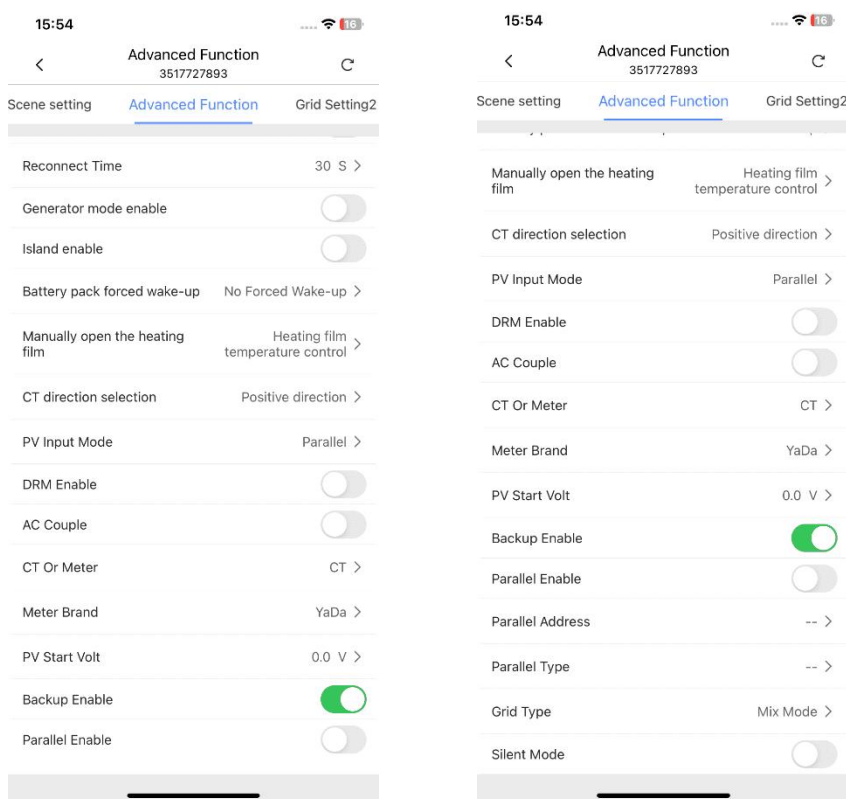 15:54
16
Advanced Function
3517727893
Scene setting Advanced Function Grid Setting2
Reconnect Time 30 S >
Generator mode enable
Island enable
Battery pack forced wake-up No Forced Wake-up >
Manually open the heating film Heating film temperature control >
CT direction selection Positive direction >
PV Input Mode Parallel >
DRM Enable
AC Couple
CT Or Meter CT >
Meter Brand YaDa >
PV Start Volt 0.0 V >
Backup Enable
Parallel Enable
15:54
16
Advanced Function
3517727893
Scene setting Advanced Function Grid Setting2
Manually open the heating film Heating film temperature control >
CT direction selection Positive direction >
PV Input Mode Parallel >
DRM Enable
AC Couple
CT Or Meter CT >
Meter Brand YaDa >
PV Start Volt 0.0 V >
Backup Enable
Parallel Enable
Parallel Address -- >
Parallel Type -- >
Grid Type Mix Mode >
Silent Mode